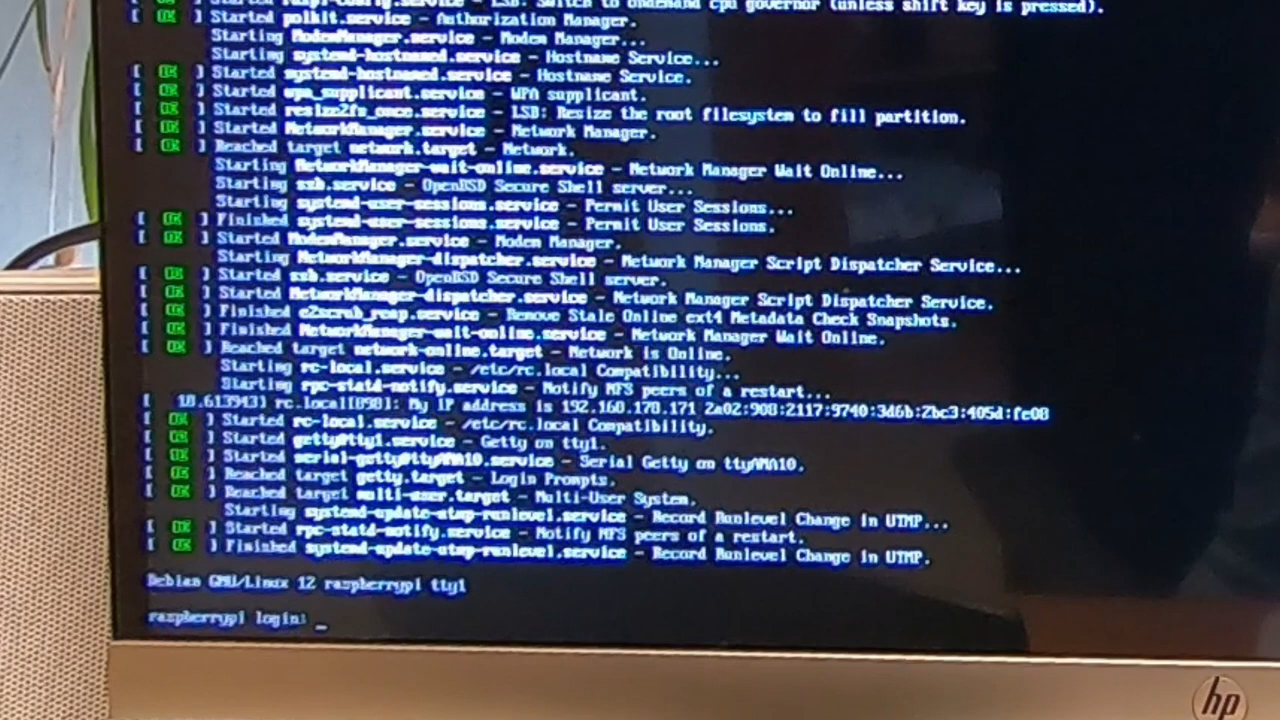 LSB: Switch to ondemand cpu governor (unless shift key is pressed).
[ OK ] Started polkit.service - Authorization Manager.
Starting ModemManager.service - Modem Manager...
Starting systemd-hostnamed.service - Hostname Service...
[ OK ] Started systemd-hostnamed.service - Hostname Service.
[ OK ] Started wpa_supplicant.service - WPA supplicant.
[ OK ] Started resize2fs_once.service - LSB: Resize the root filesystem to fill partition.
[ OK ] Started NetworkManager.service - Network Manager.
[ OK ] Reached target network.target - Network.
Starting NetworkManager-wait-online.service - Network Manager Wait Online...
Starting ssh.service - OpenBSD Secure Shell server...
Starting systemd-user-sessions.service - Permit User Sessions...
[ OK ] Finished systemd-user-sessions.service - Permit User Sessions.
[ OK ] Started ModemManager.service - Modem Manager.
Starting NetworkManager-dispatcher.service - Network Manager Script Dispatcher Service...
[ OK ] Started ssh.service - OpenBSD Secure Shell server.
[ OK ] Started NetworkManager-dispatcher.service - Network Manager Script Dispatcher Service.
[ OK ] Finished e2scrub_reap.service - Remove Stale Online ext4 Metadata Check Snapshots.
[ OK ] Finished NetworkManager-wait-online.service - Network Manager Wait Online.
[ OK ] Reached target network-online.target - Network is Online.
Starting rc-local.service - /etc/rc.local Compatibility...
Starting rpc-statd-notify.service - Notify NFS peers of a restart...
[ 10.613943] rc.local[898]: My IP address is 192.168.178.171 2a02:908:2117:9740:3d6b:2bc3:405d:fe08
[ OK ] Started rc-local.service - /etc/rc.local Compatibility.
[ OK ] Started getty@tty1.service - Getty on tty1.
[ OK ] Started serial-getty@ttyAMA10.service - Serial Getty on ttyAMA10.
[ OK ] Reached target getty.target - Login Prompts.
[ OK ] Reached target multi-user.target - Multi-User System.
Starting systemd-update-utmp-runlevel.service - Record Runlevel Change in UTMP...
[ OK ] Started rpc-statd-notify.service - Notify NFS peers of a restart.
[ OK ] Finished systemd-update-utmp-runlevel.service - Record Runlevel Change in UTMP.
Debian GNU/Linux 12 raspberrypi tty1
raspberrypi login: _
hp